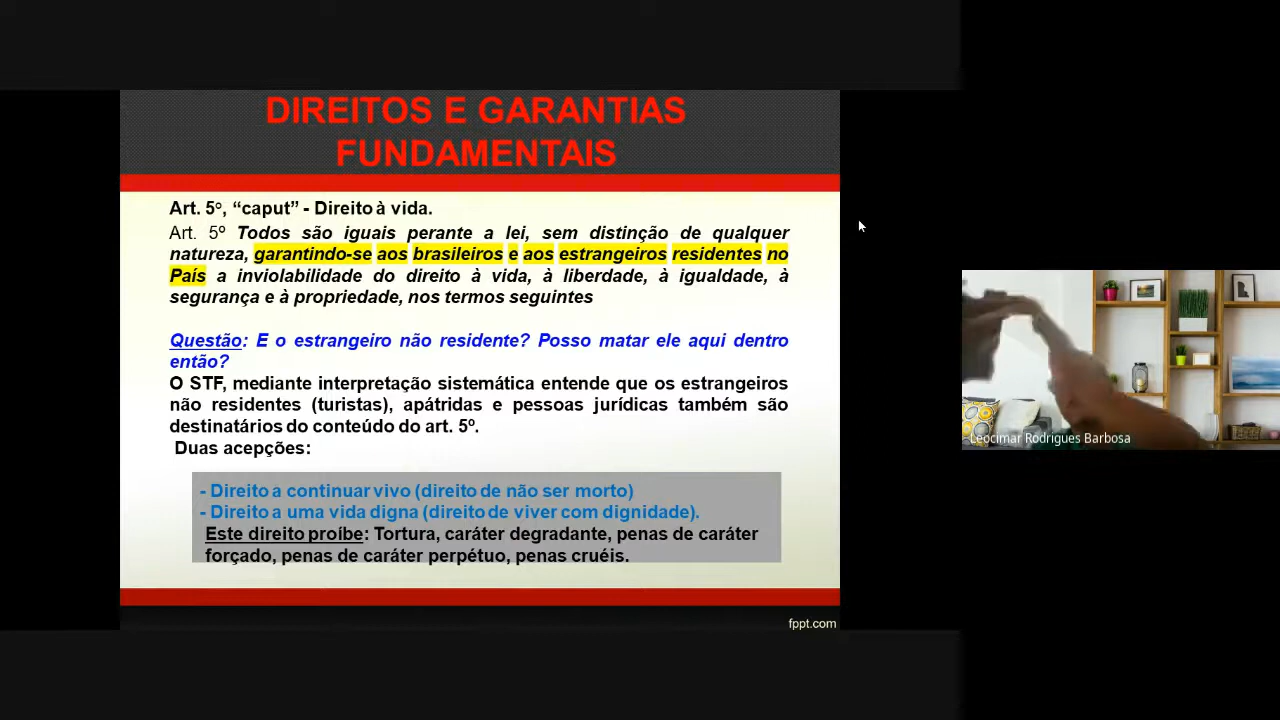 DIREITOS E GARANTIAS
FUNDAMENTAIS
Art. 5º, “caput” - Direito à vida.
Art. 5º Todos são iguais perante a lei, sem distinção de qualquer
natureza, garantindo-se aos brasileiros e aos estrangeiros residentes no
País a inviolabilidade do direito à vida, à liberdade, à igualdade, à
segurança e à propriedade, nos termos seguintes
Questão: E o estrangeiro não residente? Posso matar ele aqui dentro
então?
O STF, mediante interpretação sistemática entende que os estrangeiros
não residentes (turistas), apátridas e pessoas jurídicas também são
destinatários do conteúdo do art. 5º.
Duas acepções:
- Direito a continuar vivo (direito de não ser morto)
- Direito a uma vida digna (direito de viver com dignidade).
Este direito proíbe: Tortura, caráter degradante, penas de caráter
forçado, penas de caráter perpétuo, penas cruéis.
fppt.com
Leocimar Rodrigues Barbosa